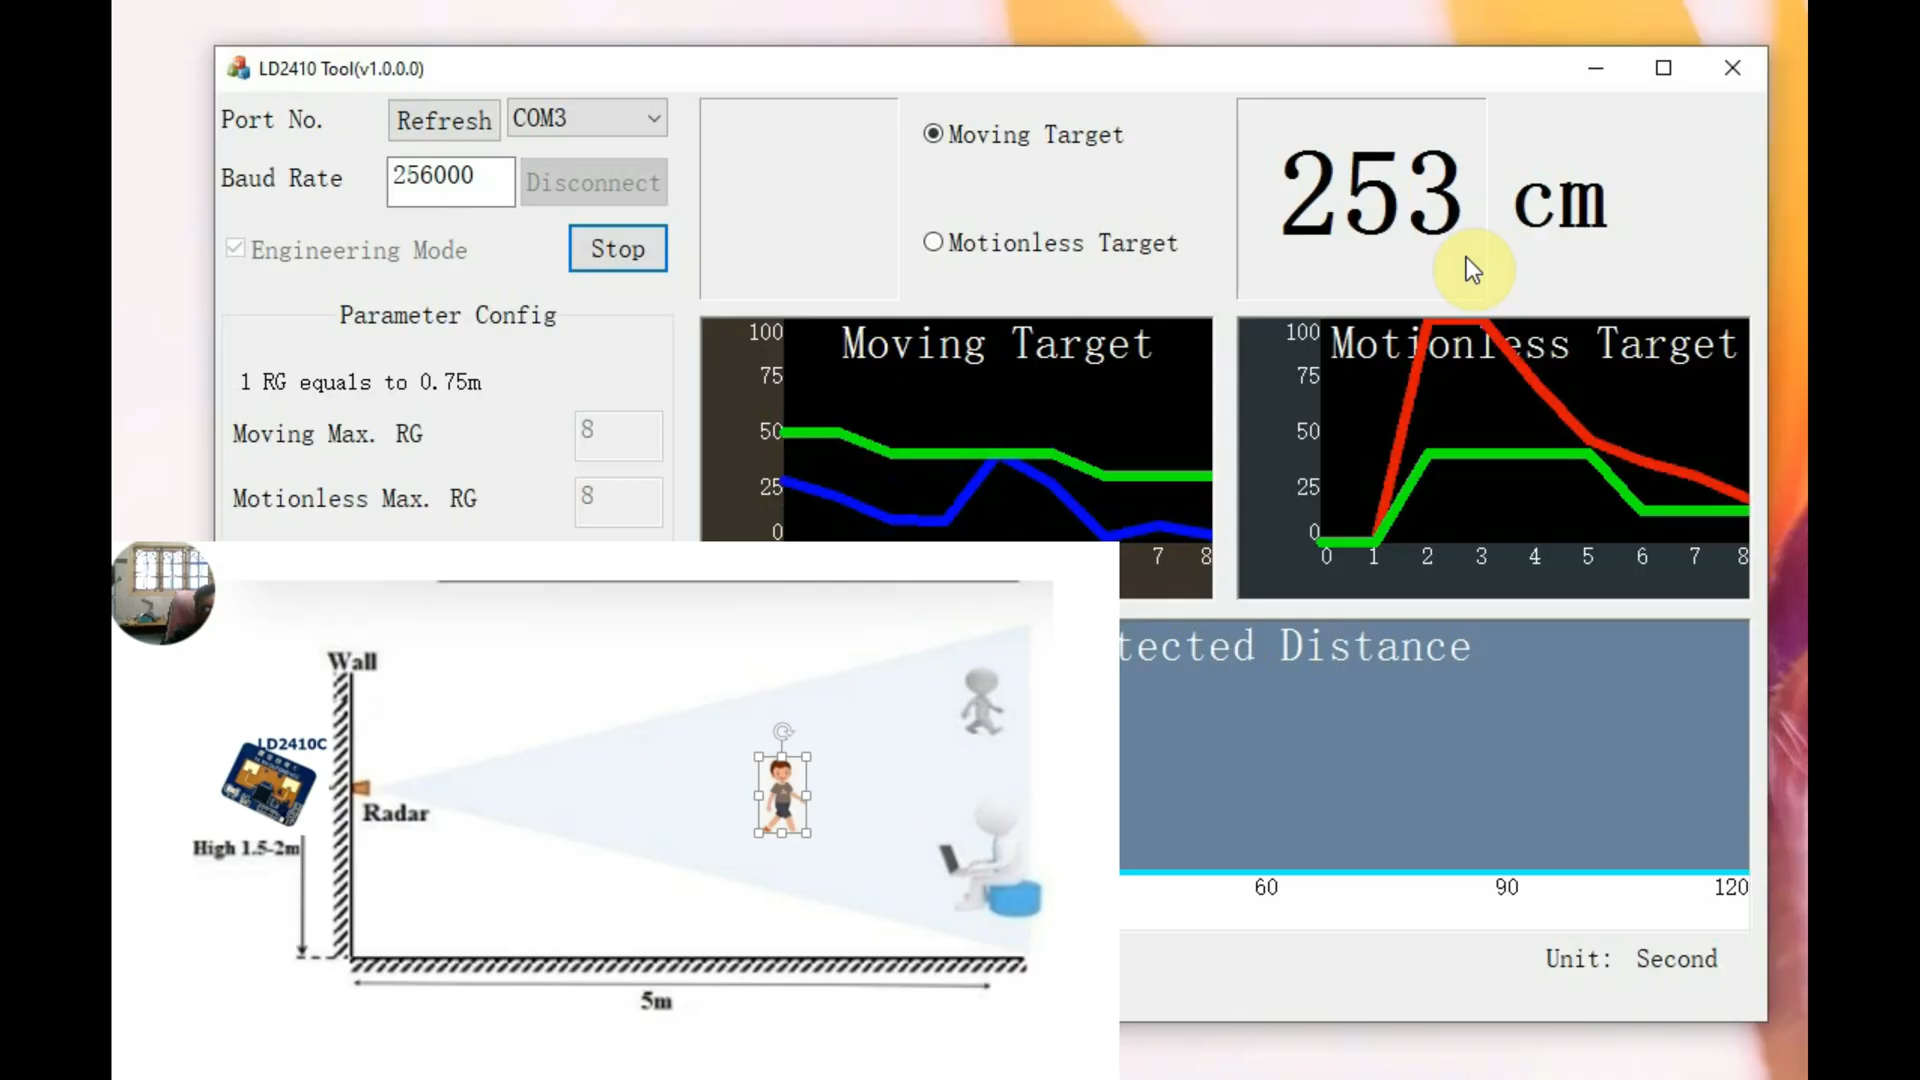 LD2410 Tool(v1.0.0.0)
Port No.
Refresh
COM3
Baud Rate
256000
Disconnect
Engineering Mode
Stop
Moving Target
Motionless Target
253 cm
Parameter Config
1 RG equals to 0.75m
Moving Max. RG
8
Motionless Max. RG
8
Moving Target
100
75
50
25
0
7 8
Motionless Target
100
75
50
25
0
0 1 2 3 4 5 6 7 8
tected Distance
60 90 120
Unit: Second
Wall
LD2410C
Radar
High 1.5-2m
5m